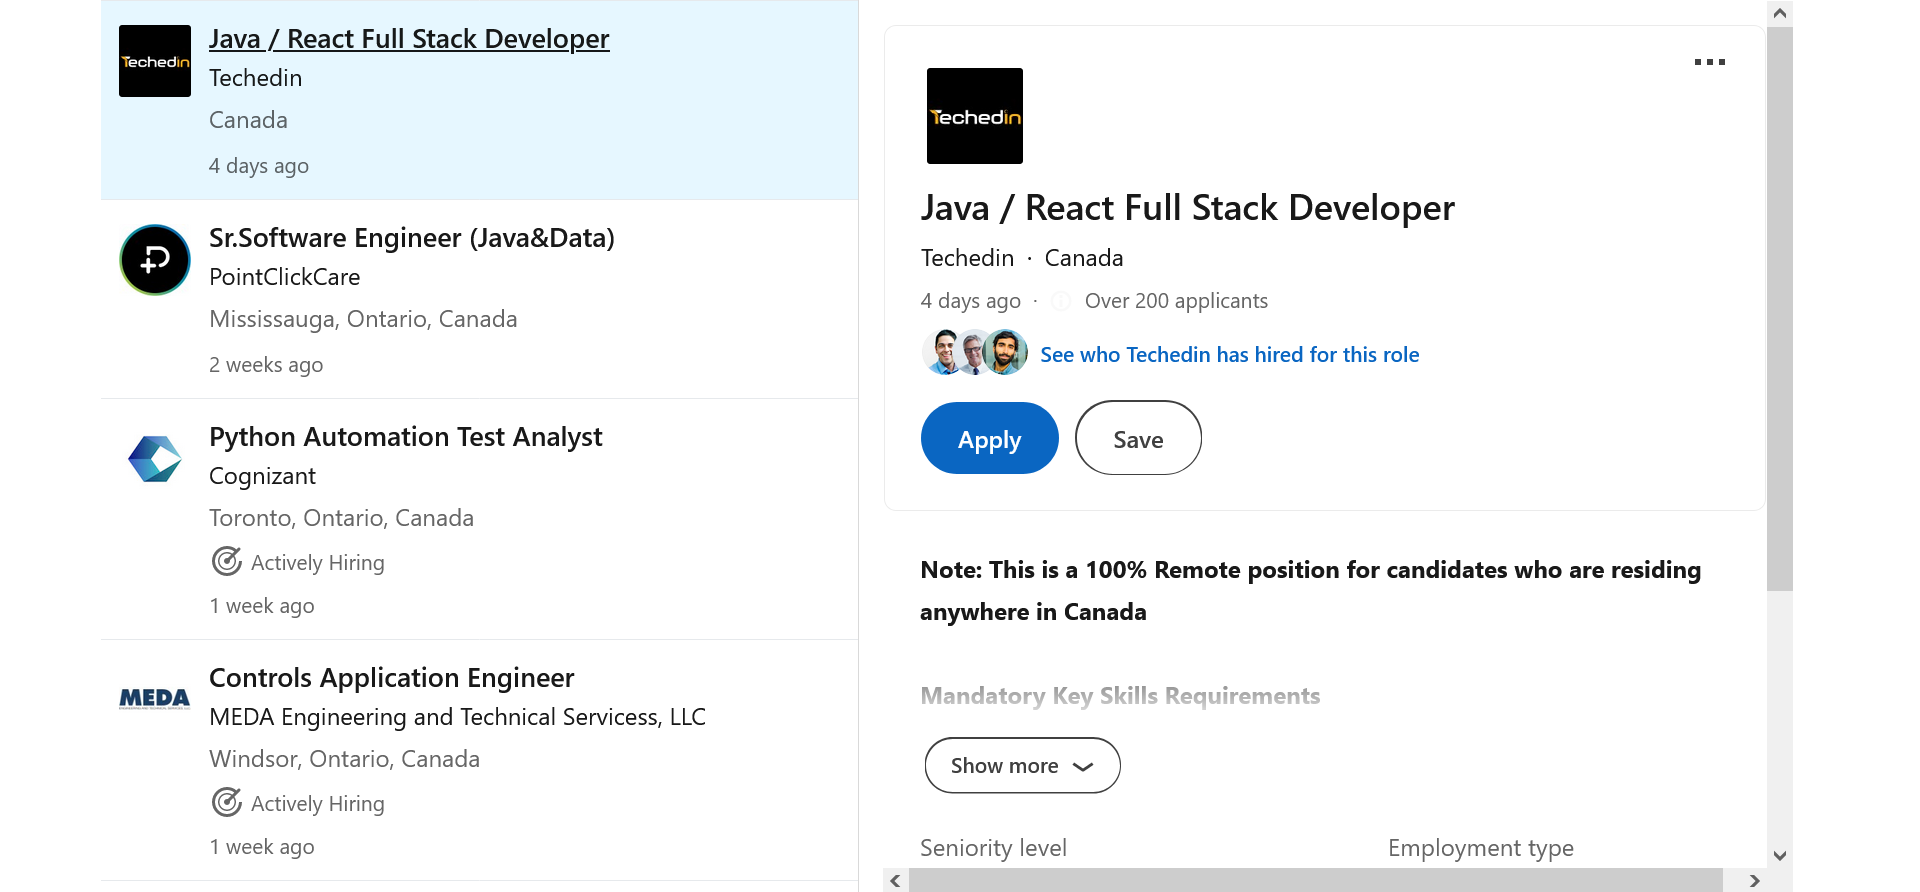 Techedin
Java / React Full Stack Developer
Techedin
Canada
4 days ago
Sr.Software Engineer (Java&Data)
PointClickCare
Mississauga, Ontario, Canada
2 weeks ago
Python Automation Test Analyst
Cognizant
Toronto, Ontario, Canada
Actively Hiring
1 week ago
MEDA
Controls Application Engineer
MEDA Engineering and Technical Servicess, LLC
Windsor, Ontario, Canada
Actively Hiring
1 week ago
Techedin
Java / React Full Stack Developer
Techedin · Canada
4 days ago · Over 200 applicants
See who Techedin has hired for this role
Apply Save
Note: This is a 100% Remote position for candidates who are residing
anywhere in Canada
Mandatory Key Skills Requirements
Show more
Seniority level Employment type